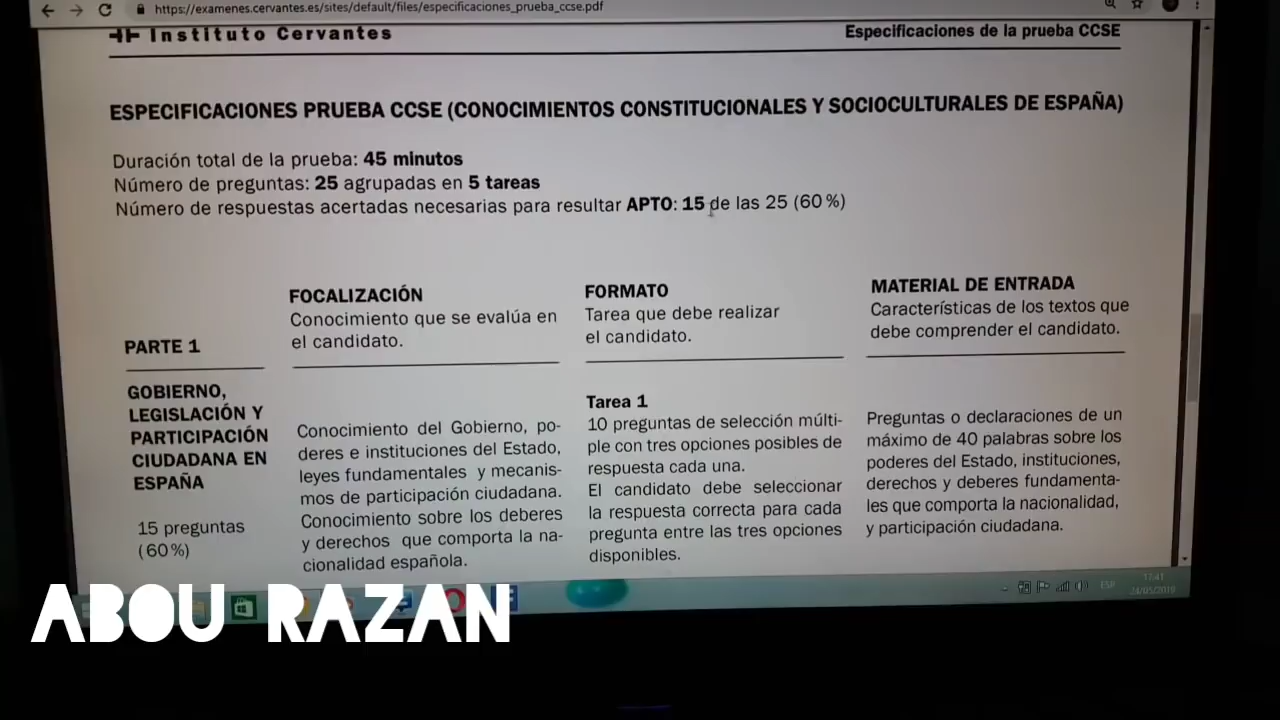 https://examenes.cervantes.es/sites/default/files/especificaciones_prueba_ccse.pdf
Instituto Cervantes
Especificaciones de la prueba CCSE
ESPECIFICACIONES PRUEBA CCSE (CONOCIMIENTOS CONSTITUCIONALES Y SOCIOCULTURALES DE ESPAÑA)
Duración total de la prueba: 45 minutos
Número de preguntas: 25 agrupadas en 5 tareas
Número de respuestas acertadas necesarias para resultar APTO: 15 de las 25 (60 %)
PARTE 1
FOCALIZACIÓN
Conocimiento que se evalúa en
el candidato.
FORMATO
Tarea que debe realizar
el candidato.
MATERIAL DE ENTRADA
Características de los textos que
debe comprender el candidato.
GOBIERNO,
LEGISLACIÓN Y
PARTICIPACIÓN
CIUDADANA EN
ESPAÑA
15 preguntas
(60%)
Conocimiento del Gobierno, po-
deres e instituciones del Estado,
leyes fundamentales y mecanis-
mos de participación ciudadana.
Conocimiento sobre los deberes
y derechos que comporta la na-
cionalidad española.
Tarea 1
10 preguntas de selección múlti-
ple con tres opciones posibles de
respuesta cada una.
El candidato debe seleccionar
la respuesta correcta para cada
pregunta entre las tres opciones
disponibles.
Preguntas o declaraciones de un
máximo de 40 palabras sobre los
poderes del Estado, instituciones,
derechos y deberes fundamenta-
les que comporta la nacionalidad,
y participación ciudadana.
ESP
17:41
24/05/2019
ABOU RAZAN